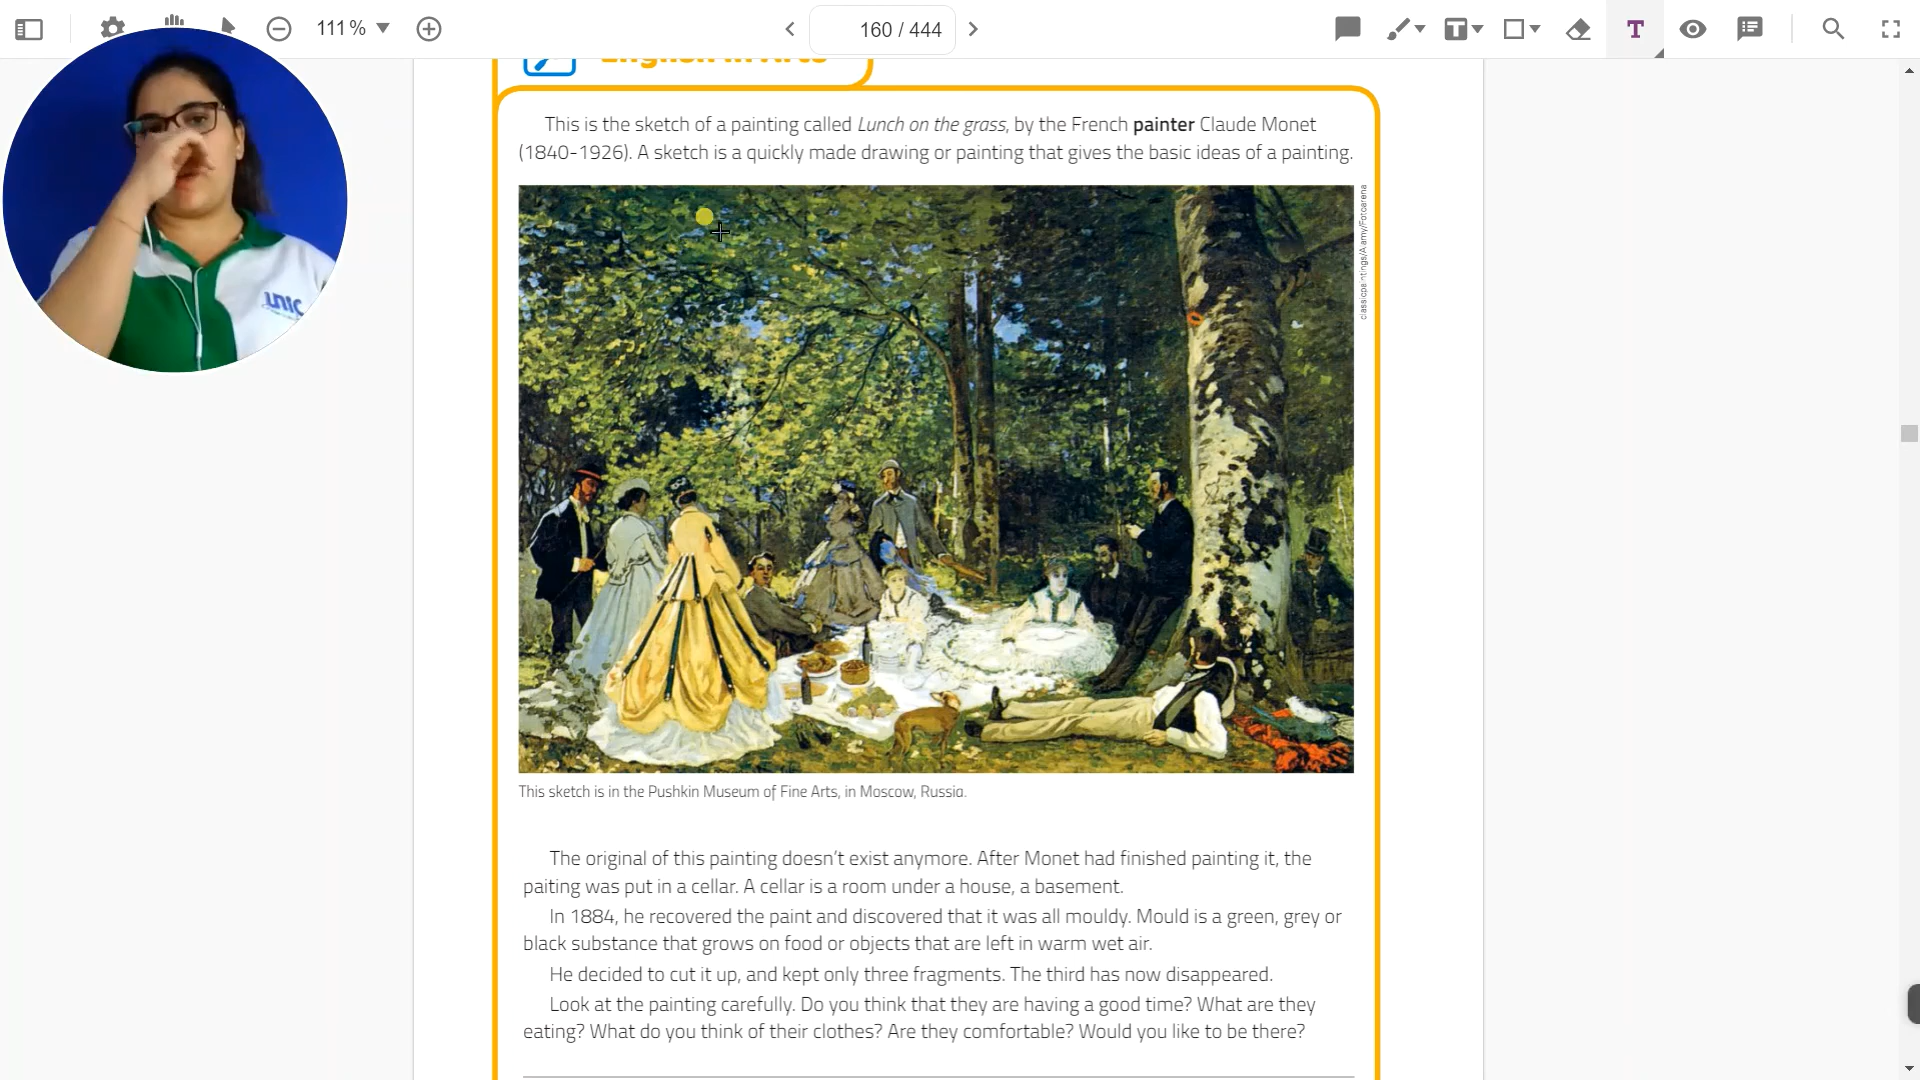 111 %
160 / 444
English in Arts
This is the sketch of a painting called Lunch on the grass, by the French painter Claude Monet
(1840-1926). A sketch is a quickly made drawing or painting that gives the basic ideas of a painting.
classicpaintings/Alamy/Fotoarena
This sketch is in the Pushkin Museum of Fine Arts, in Moscow, Russia.
The original of this painting doesn't exist anymore. After Monet had finished painting it, the
paiting was put in a cellar. A cellar is a room under a house, a basement.
In 1884, he recovered the paint and discovered that it was all mouldy. Mould is a green, grey or
black substance that grows on food or objects that are left in warm wet air.
He decided to cut it up, and kept only three fragments. The third has now disappeared.
Look at the painting carefully. Do you think that they are having a good time? What are they
eating? What do you think of their clothes? Are they comfortable? Would you like to be there?